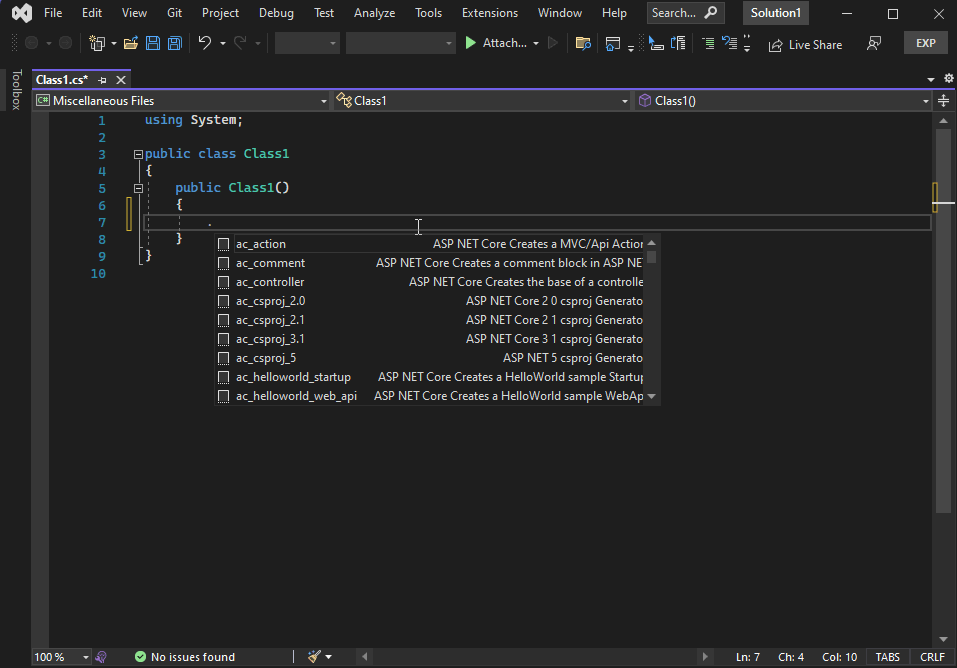 File Edit View Git Project Debug Test Analyze Tools Extensions Window Help Search... Solution1
Attach... Live Share EXP
Toolbox
Class1.cs*
C# Miscellaneous Files Class1 Class1()
1 using System;
2
3 public class Class1
4 {
5 public Class1()
6 {
7 .
8 }
9 }
10
ac_action ASP NET Core Creates a MVC/Api Action
ac_comment ASP NET Core Creates a comment block in ASP NE
ac_controller ASP NET Core Creates the base of a controlle
ac_csproj_2.0 ASP NET Core 2 0 csproj Generato
ac_csproj_2.1 ASP NET Core 2 1 csproj Generato
ac_csproj_3.1 ASP NET Core 3 1 csproj Generato
ac_csproj_5 ASP NET 5 csproj Generato
ac_helloworld_startup ASP NET Core Creates a HelloWorld sample Startup
ac_helloworld_web_api ASP NET Core Creates a HelloWorld sample WebAp
100 % No issues found Ln: 7 Ch: 4 Col: 10 TABS CRLF